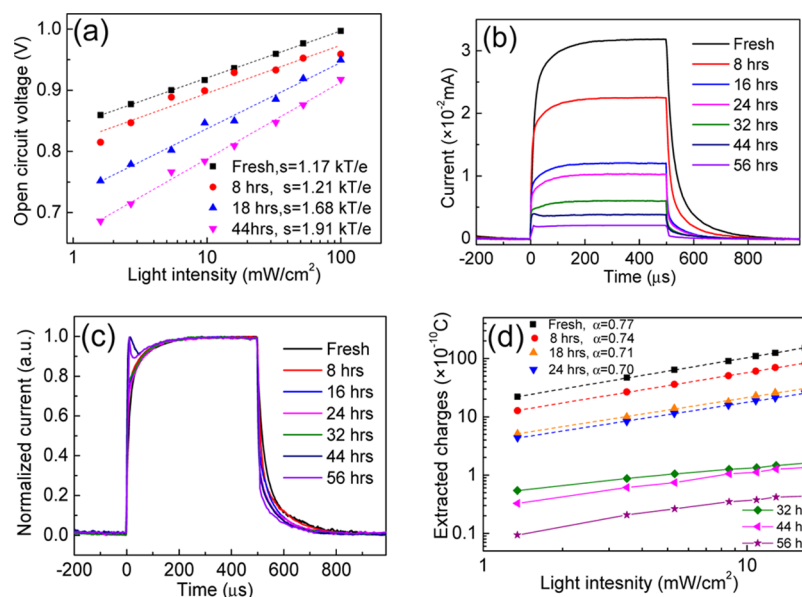 (a)
Open circuit voltage (V)
1.0
0.9
0.8
0.7
Fresh,s=1.17 kT/e
8 hrs, s=1.21 kT/e
18 hrs,s=1.68 kT/e
44hrs, s=1.91 kT/e
1 10 100
Light intensity (mW/cm²)
(b)
Current (×10⁻²mA)
3
2
1
0
Fresh
8 hrs
16 hrs
24 hrs
32 hrs
44 hrs
56 hrs
-200 0 200 400 600 800
Time (µs)
(c)
Normalized current (a.u.)
1.0
0.8
0.6
0.4
0.2
0.0
Fresh
8 hrs
16 hrs
24 hrs
32 hrs
44 hrs
56 hrs
-200 0 200 400 600 800
Time (µs)
(d)
Extracted charges (×10⁻¹⁰C)
100
10
1
0.1
Fresh, α=0.77
8 hrs, α=0.74
18 hrs, α=0.71
24 hrs, α=0.70
32 h
44 h
56 h
1 10
Light intesnity (mW/cm²)